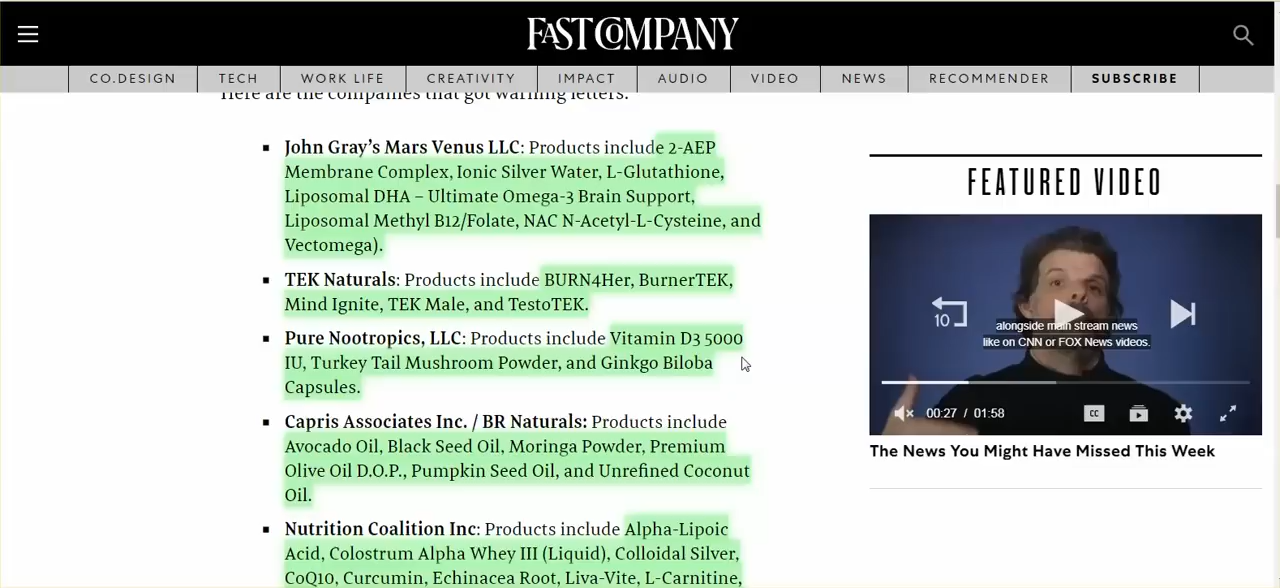 FAST COMPANY
CO.DESIGN
TECH
WORK LIFE
CREATIVITY
IMPACT
AUDIO
VIDEO
NEWS
RECOMMENDER
SUBSCRIBE
Here are the companies that got warning letters.
John Gray’s Mars Venus LLC: Products include 2-AEP
Membrane Complex, Ionic Silver Water, L-Glutathione,
Liposomal DHA – Ultimate Omega-3 Brain Support,
Liposomal Methyl B12/Folate, NAC N-Acetyl-L-Cysteine, and
Vectomega).
TEK Naturals: Products include BURN4Her, BurnerTEK,
Mind Ignite, TEK Male, and TestoTEK.
Pure Nootropics, LLC: Products include Vitamin D3 5000
IU, Turkey Tail Mushroom Powder, and Ginkgo Biloba
Capsules.
Capris Associates Inc. / BR Naturals: Products include
Avocado Oil, Black Seed Oil, Moringa Powder, Premium
Olive Oil D.O.P., Pumpkin Seed Oil, and Unrefined Coconut
Oil.
Nutrition Coalition Inc: Products include Alpha-Lipoic
Acid, Colostrum Alpha Whey III (Liquid), Colloidal Silver,
CoQ10, Curcumin, Echinacea Root, Liva-Vite, L-Carnitine,
FEATURED VIDEO
10
alongside main stream news
like on CNN or FOX News videos.
00:27 / 01:58
CC
The News You Might Have Missed This Week